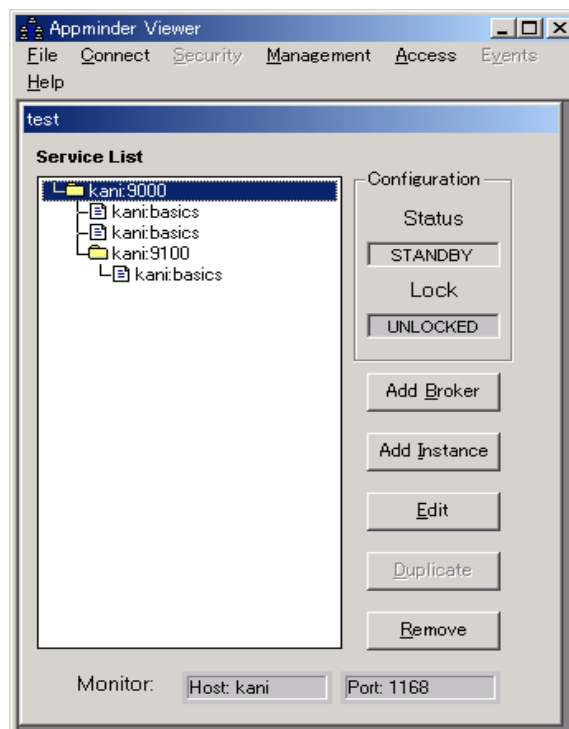 Appminder Viewer
File Connect Security Management Access Events
Help
test
Service List
kani:9000
kani:basics
kani:basics
kani:9100
kani:basics
Configuration
Status
STANDBY
Lock
UNLOCKED
Add Broker
Add Instance
Edit
Duplicate
Remove
Monitor: Host: kani Port: 1168